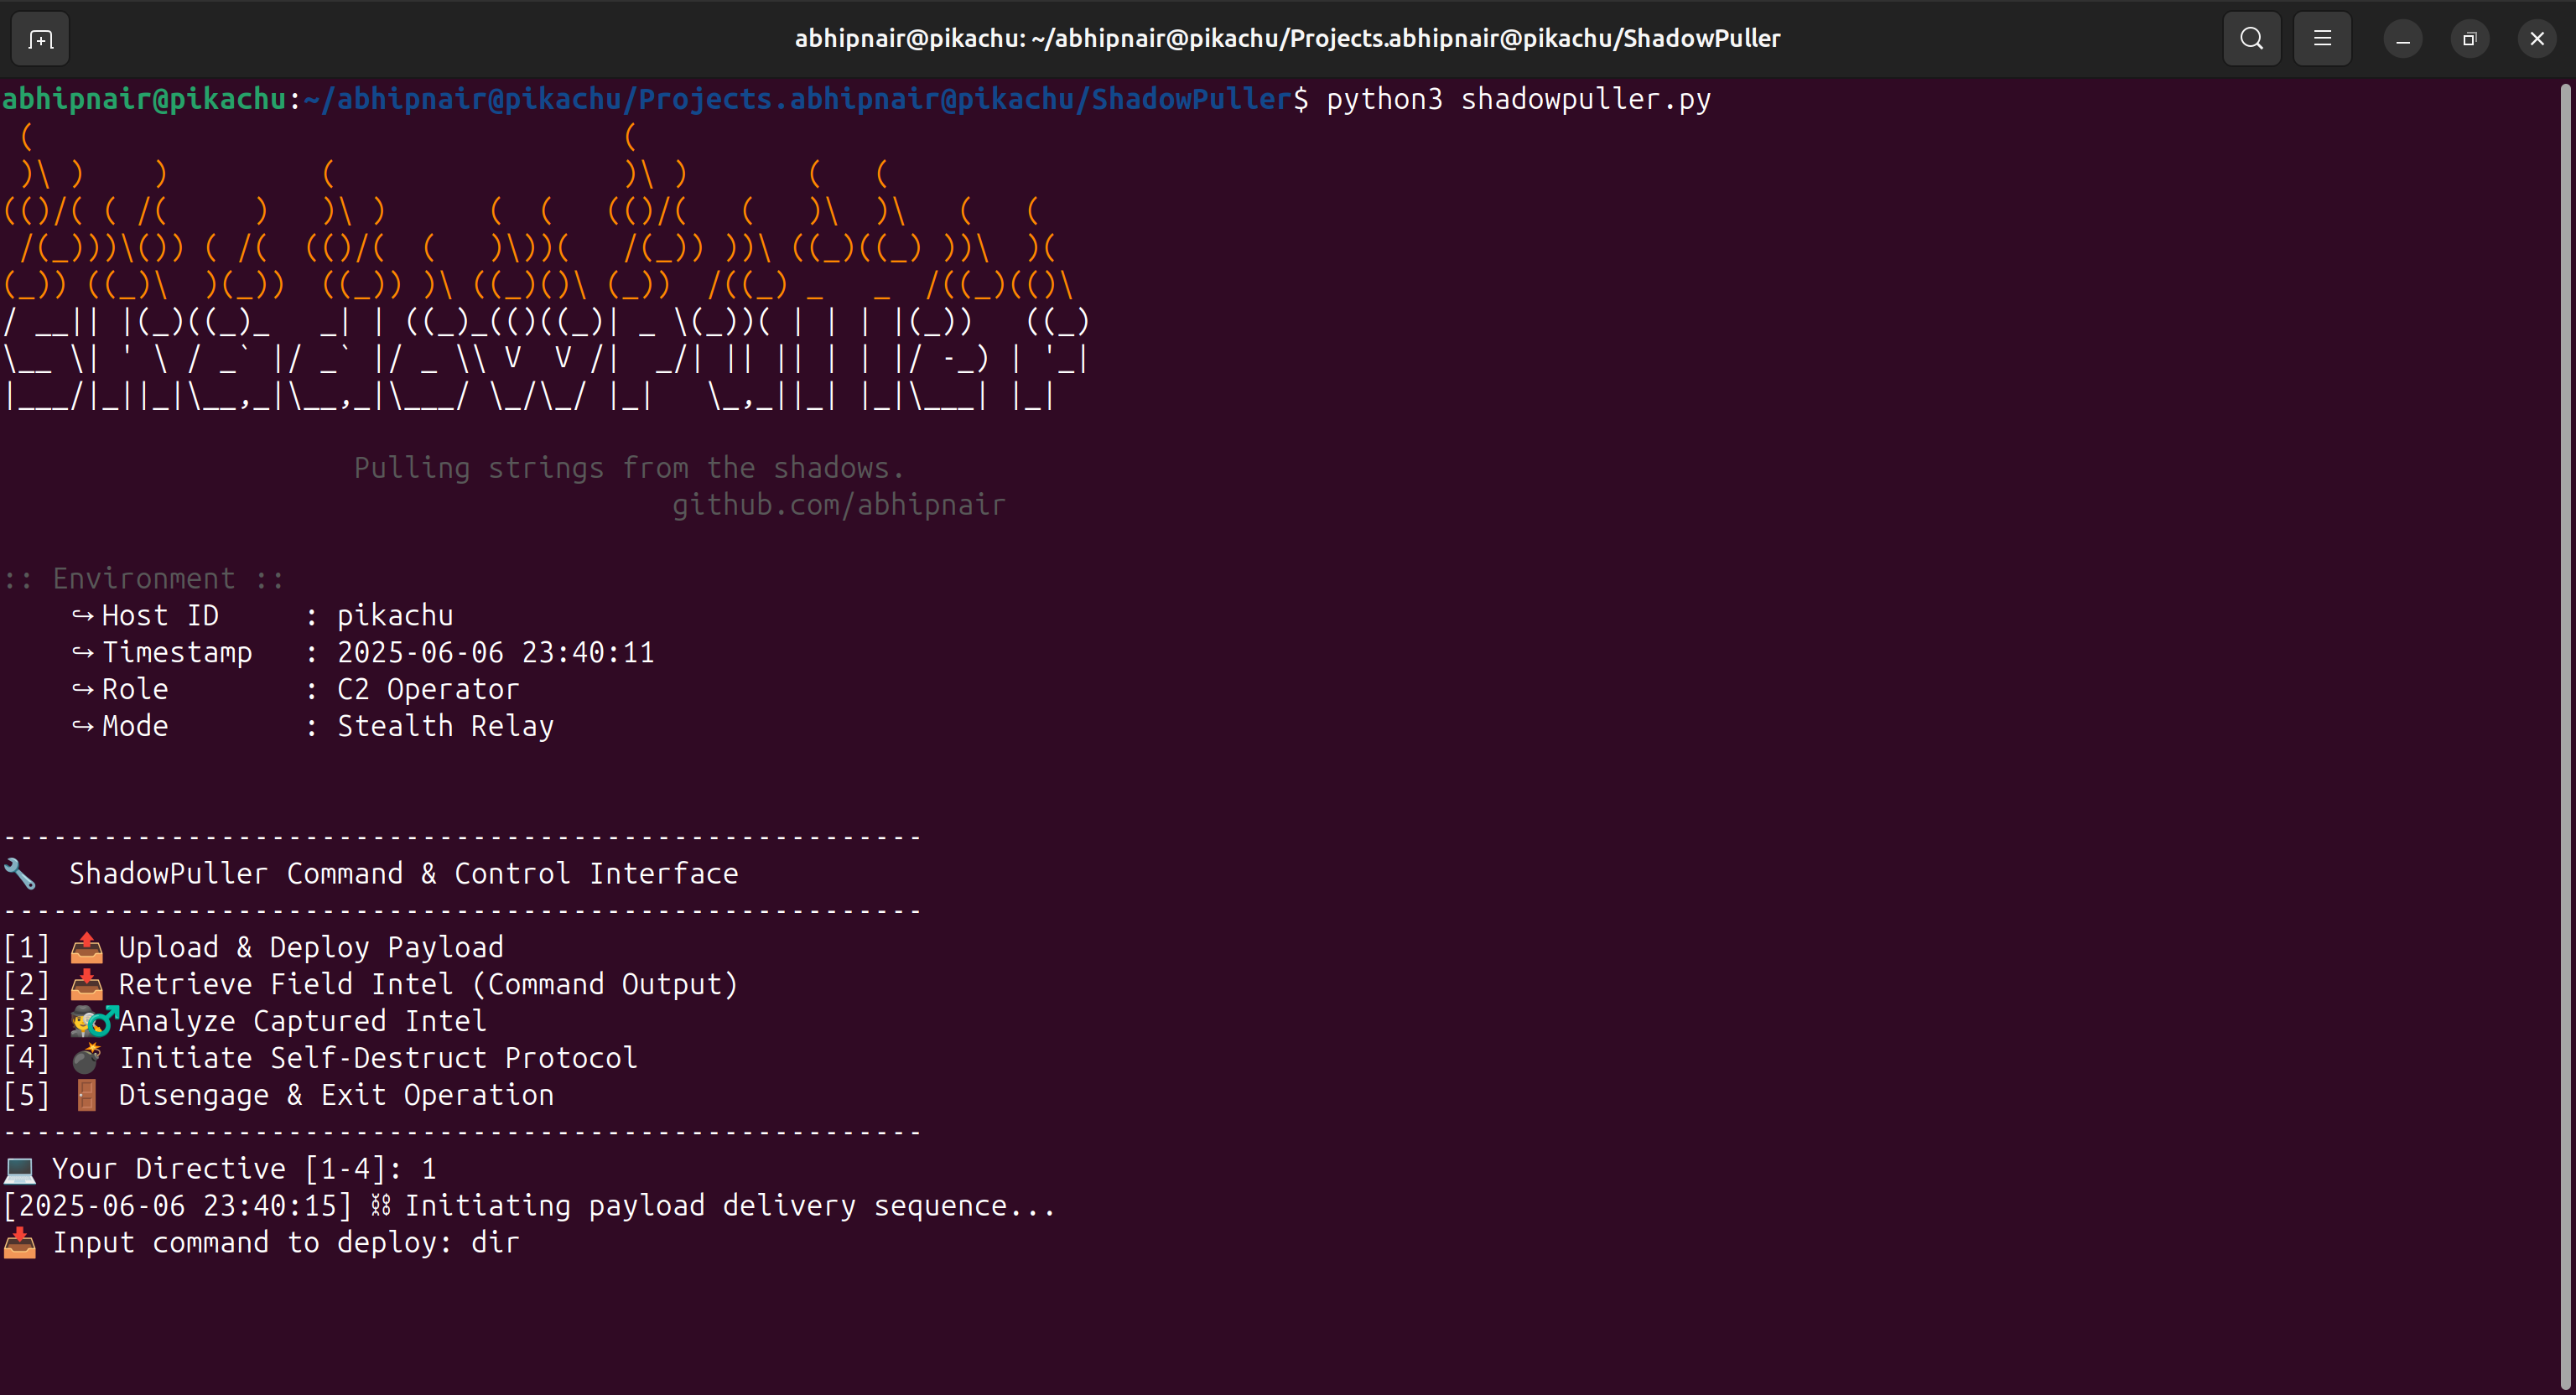 abhipnair@pikachu: ~/abhipnair@pikachu/Projects.abhipnair@pikachu/ShadowPuller
abhipnair@pikachu:~/abhipnair@pikachu/Projects.abhipnair@pikachu/ShadowPuller$ python3 shadowpuller.py
ShadowPuller
Pulling strings from the shadows.
github.com/abhipnair
:: Environment ::
↪ Host ID : pikachu
↪ Timestamp : 2025-06-06 23:40:11
↪ Role : C2 Operator
↪ Mode : Stealth Relay
-------------------------------------------------------
🔧 ShadowPuller Command & Control Interface
-------------------------------------------------------
[1] 📤 Upload & Deploy Payload
[2] 📥 Retrieve Field Intel (Command Output)
[3] 🕵️‍♂️Analyze Captured Intel
[4] 💣 Initiate Self-Destruct Protocol
[5] 🚪 Disengage & Exit Operation
-------------------------------------------------------
💻 Your Directive [1-4]: 1
[2025-06-06 23:40:15] ⛓ Initiating payload delivery sequence...
📥 Input command to deploy: dir